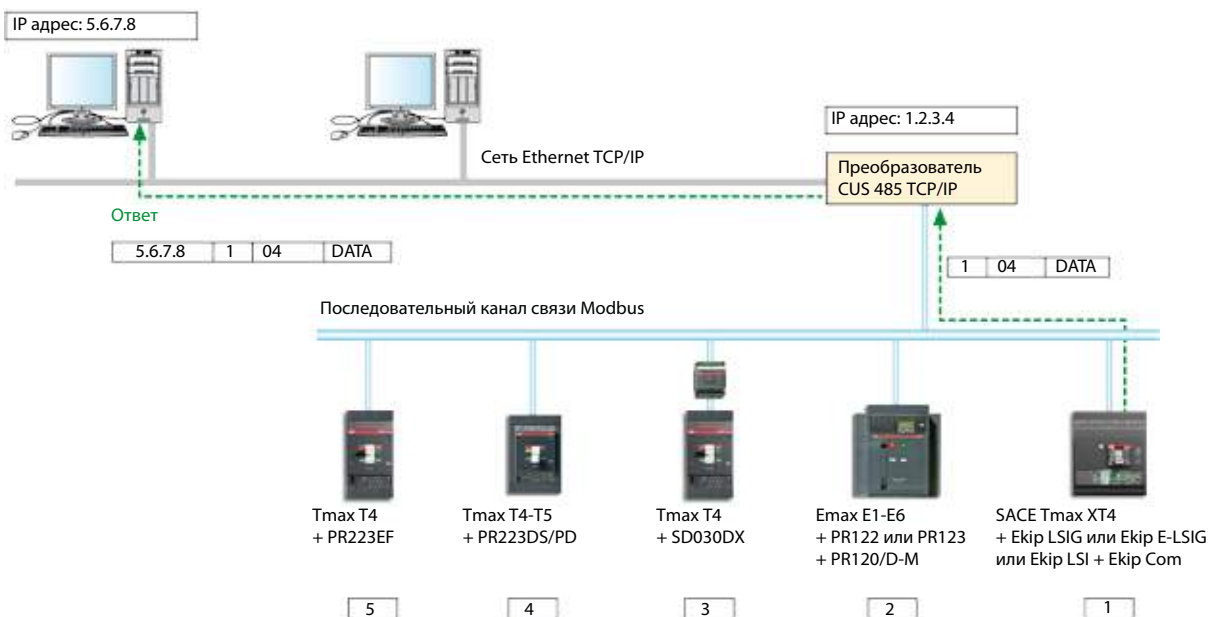 IP адрес: 5.6.7.8
IP адрес: 1.2.3.4
Сеть Ethernet TCP/IP
Преобразователь
CUS 485 TCP/IP
Ответ
5.6.7.8 1 04 DATA
1 04 DATA
Последовательный канал связи Modbus
Tmax T4
+ PR223EF
Tmax T4-T5
+ PR223DS/PD
Tmax T4
+ SD030DX
Emax E1-E6
+ PR122 или PR123
+ PR120/D-M
SACE Tmax XT4
+ Ekip LSIG или Ekip E-LSIG
или Ekip LSI + Ekip Com
5
4
3
2
1